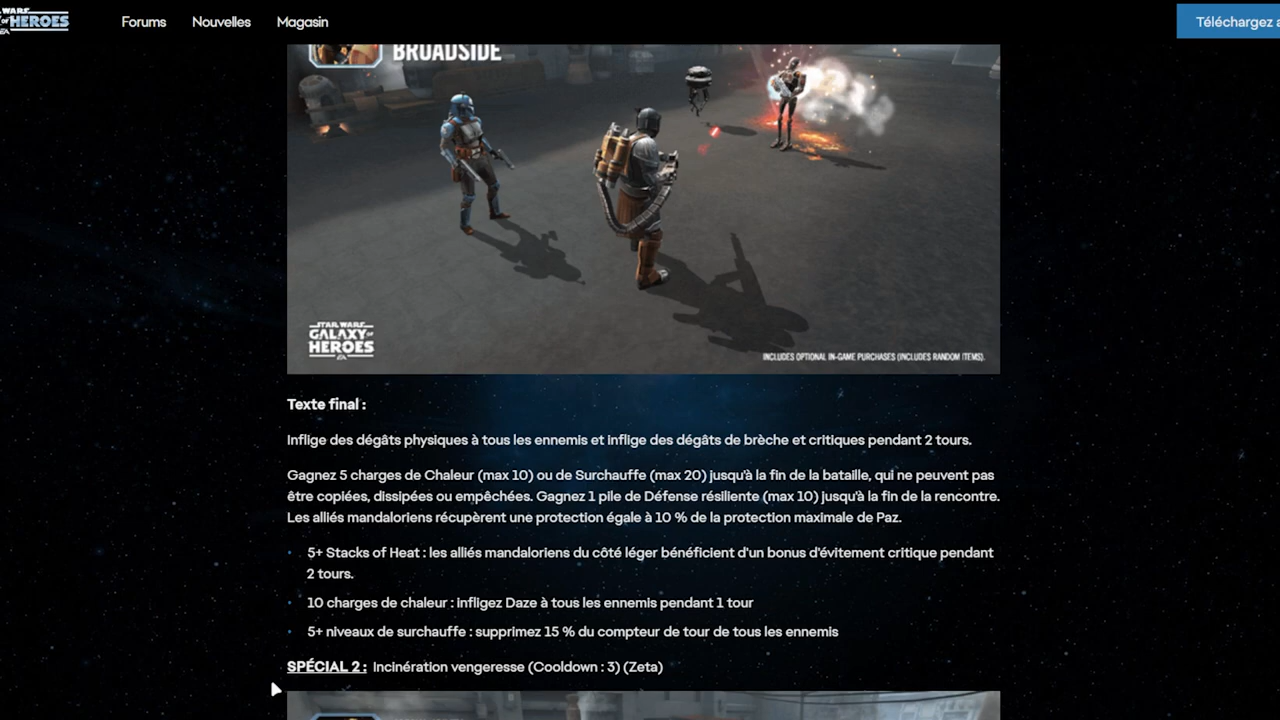 WARS
OF HEROES
EA
Forums
Nouvelles
Magasin
Téléchargez
BROADSIDE
STAR WARS
GALAXY OF
HEROES
EA
INCLUDES OPTIONAL IN-GAME PURCHASES (INCLUDES RANDOM ITEMS).
Texte final :
Inflige des dégâts physiques à tous les ennemis et inflige des dégâts de brèche et critiques pendant 2 tours.
Gagnez 5 charges de Chaleur (max 10) ou de Surchauffe (max 20) jusqu'à la fin de la bataille, qui ne peuvent pas
être copiées, dissipées ou empêchées. Gagnez 1 pile de Défense résiliente (max 10) jusqu'à la fin de la rencontre.
Les alliés mandaloriens récupèrent une protection égale à 10 % de la protection maximale de Paz.
• 5+ Stacks of Heat : les alliés mandaloriens du côté léger bénéficient d'un bonus d'évitement critique pendant
2 tours.
• 10 charges de chaleur : infligez Daze à tous les ennemis pendant 1 tour
• 5+ niveaux de surchauffe : supprimez 15 % du compteur de tour de tous les ennemis
SPÉCIAL 2 : Incinération vengeresse (Cooldown : 3) (Zeta)